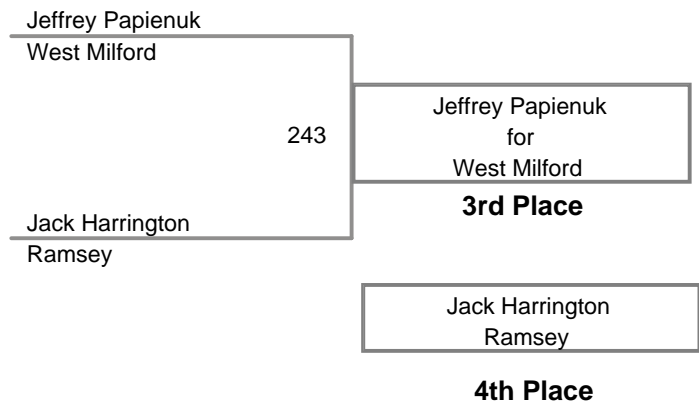 Jeffrey Papienuk
West Milford
243
Jeffrey Papienuk
for
West Milford
3rd Place
Jack Harrington
Ramsey
Jack Harrington
Ramsey
4th Place